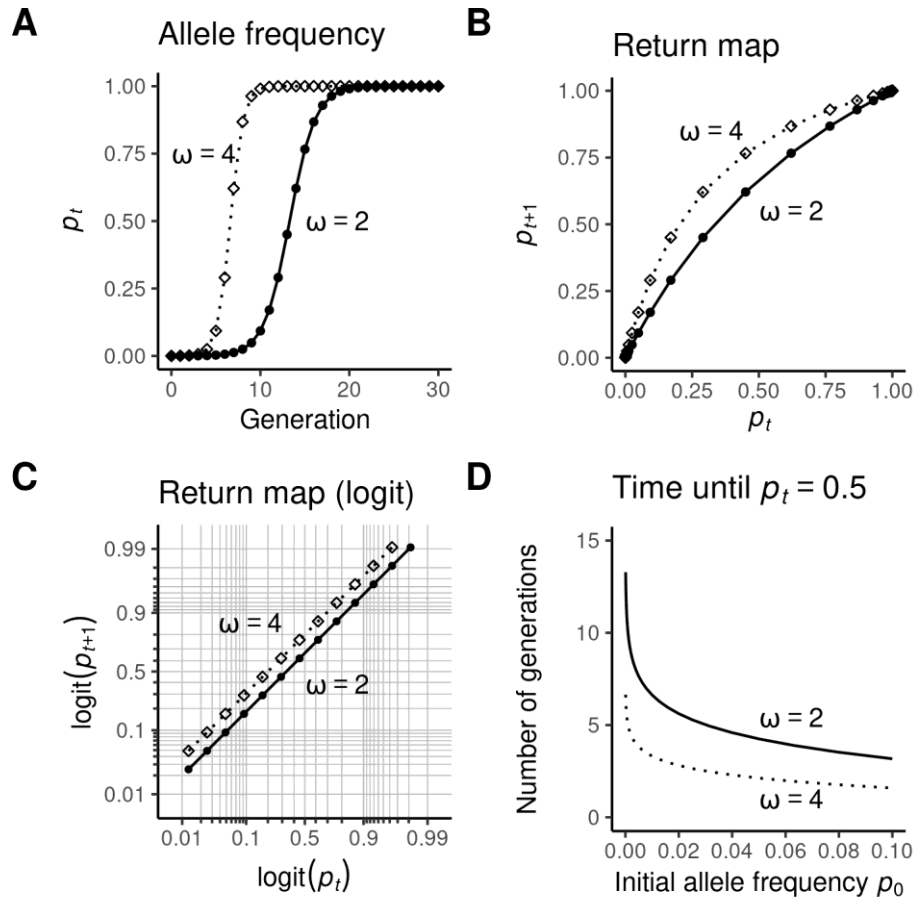 A
Allele frequency
1.00
0.75
0.50
0.25
0.00
p_t
ω = 4
ω = 2
0
10
20
30
Generation
B
Return map
1.00
0.75
0.50
0.25
0.00
p_{t+1}
ω = 4
ω = 2
0.00
0.25
0.50
0.75
1.00
p_t
C
Return map (logit)
0.99
0.9
0.5
0.1
0.01
logit(p_{t+1})
ω = 4
ω = 2
0.01
0.1
0.5
0.9
0.99
logit(p_t)
D
Time until p_t = 0.5
15
10
5
0
Number of generations
ω = 2
ω = 4
0.00
0.02
0.04
0.06
0.08
0.10
Initial allele frequency p_0